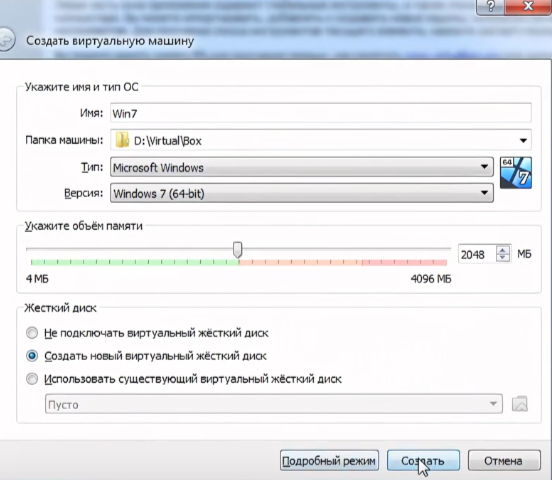 ?
Создать виртуальную машину
Укажите имя и тип ОС
Имя: Win7
Папка машины: D:\Virtual\Box
Тип: Microsoft Windows
64
7
Версия: Windows 7 (64-bit)
Укажите объём памяти
2048 МБ
4 МБ 4096 МБ
Жесткий диск
Не подключать виртуальный жёсткий диск
Создать новый виртуальный жёсткий диск
Использовать существующий виртуальный жёсткий диск
Пусто
Подробный режим Создать Отмена